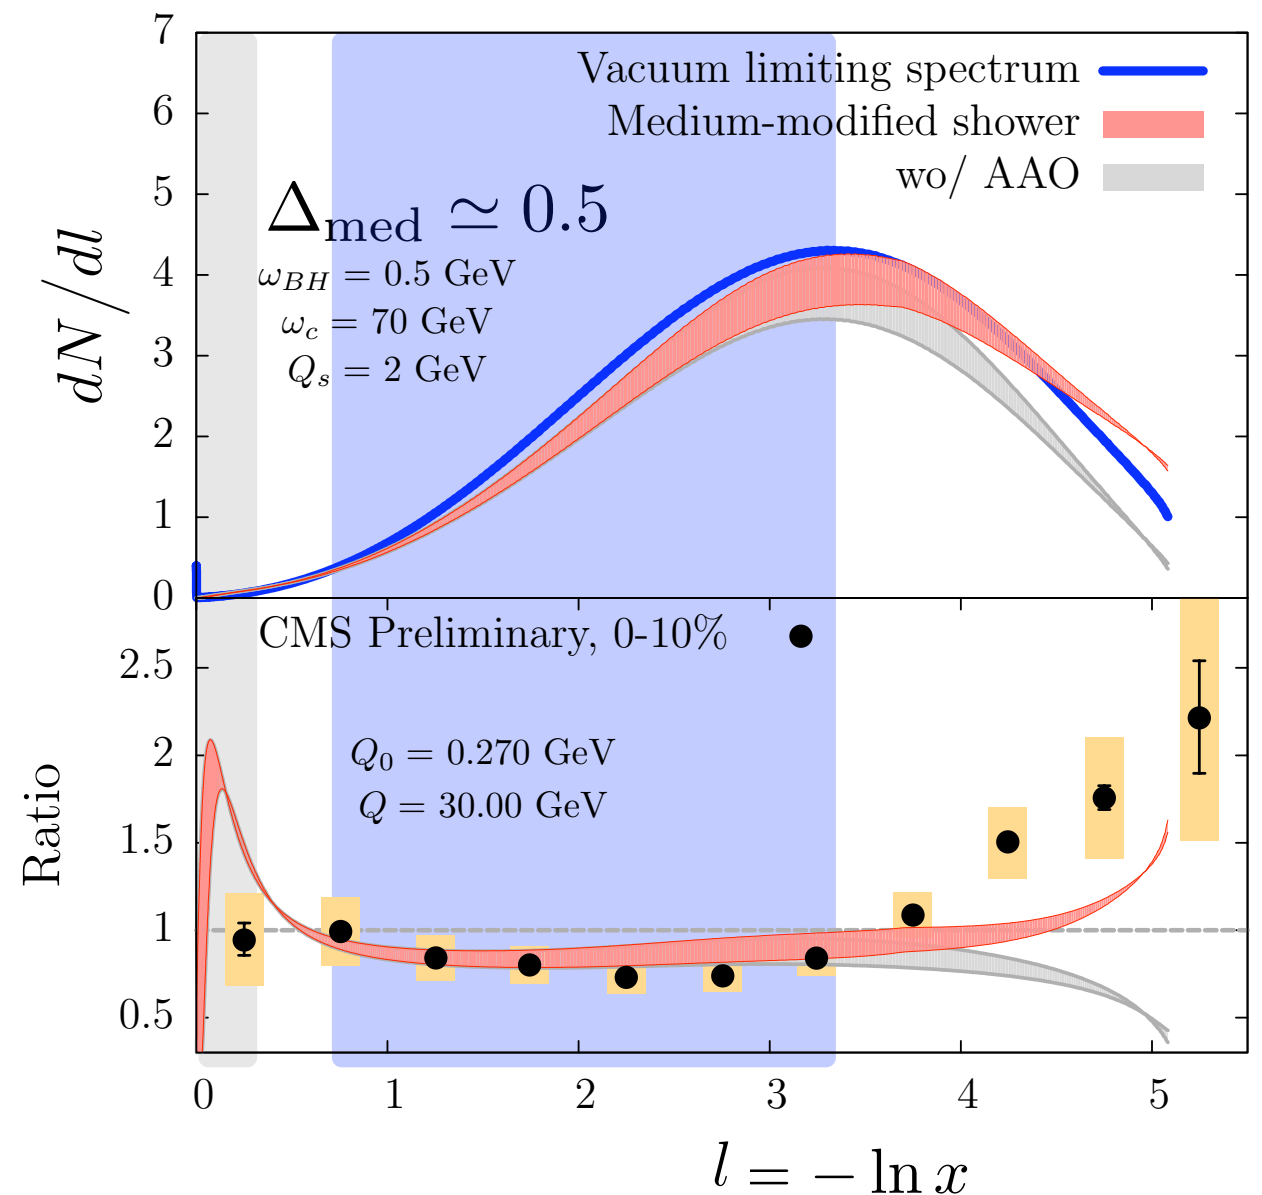 7
Vacuum limiting spectrum
6
Medium-modified shower
wo/ AAO
5
Δmed ≃ 0.5
dN/dl
4
ωBH = 0.5 GeV
ωc = 70 GeV
3
Qs = 2 GeV
2
1
0
CMS Preliminary, 0-10%
2.5
2
Q0 = 0.270 GeV
Q = 30.00 GeV
1.5
Ratio
1
0.5
0 1 2 3 4 5
l = − ln x